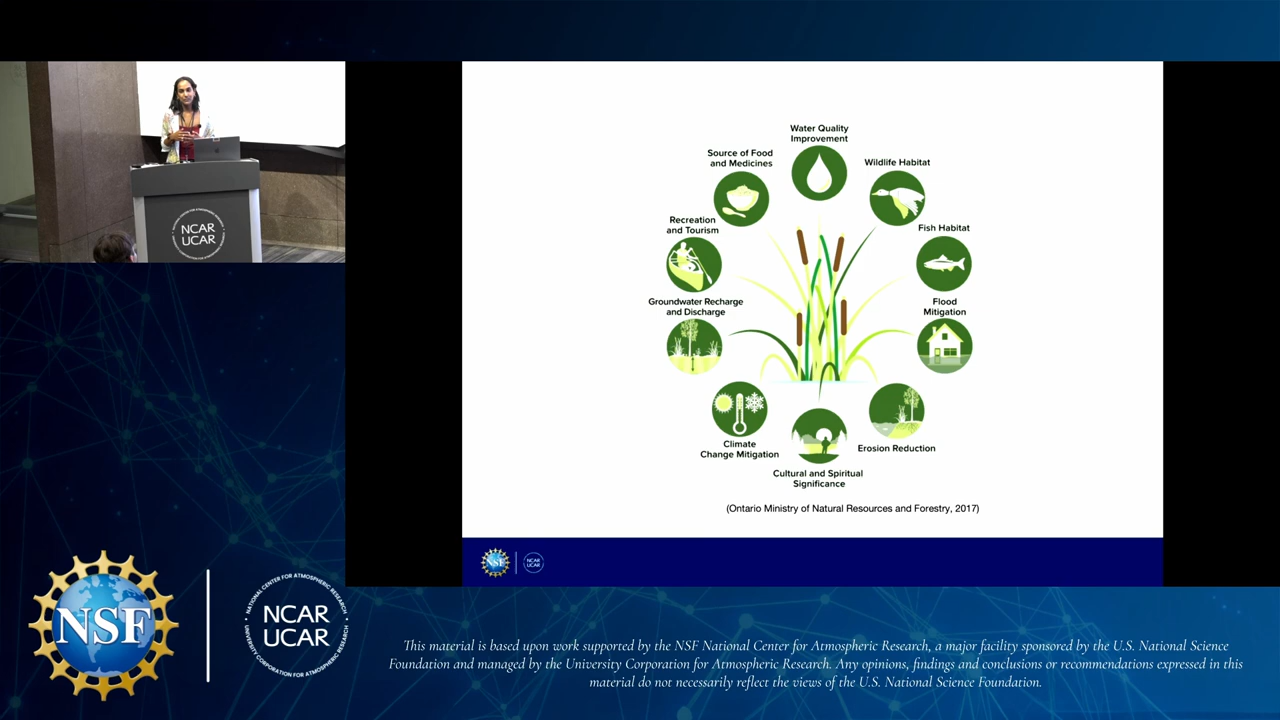 NCAR
UCAR
Water Quality
Improvement
Source of Food
and Medicines
Wildlife Habitat
Recreation
and Tourism
Fish Habitat
Groundwater Recharge
and Discharge
Flood
Mitigation
Climate
Change Mitigation
Erosion Reduction
Cultural and Spiritual
Significance
(Ontario Ministry of Natural Resources and Forestry, 2017)
NSF
NCAR
UCAR
NSF
NATIONAL CENTER FOR ATMOSPHERIC RESEARCH
NCAR
UCAR
UNIVERSITY CORPORATION FOR ATMOSPHERIC RESEARCH
This material is based upon work supported by the NSF National Center for Atmospheric Research, a major facility sponsored by the U.S. National Science
Foundation and managed by the University Corporation for Atmospheric Research. Any opinions, findings and conclusions or recommendations expressed in this
material do not necessarily reflect the views of the U.S. National Science Foundation.